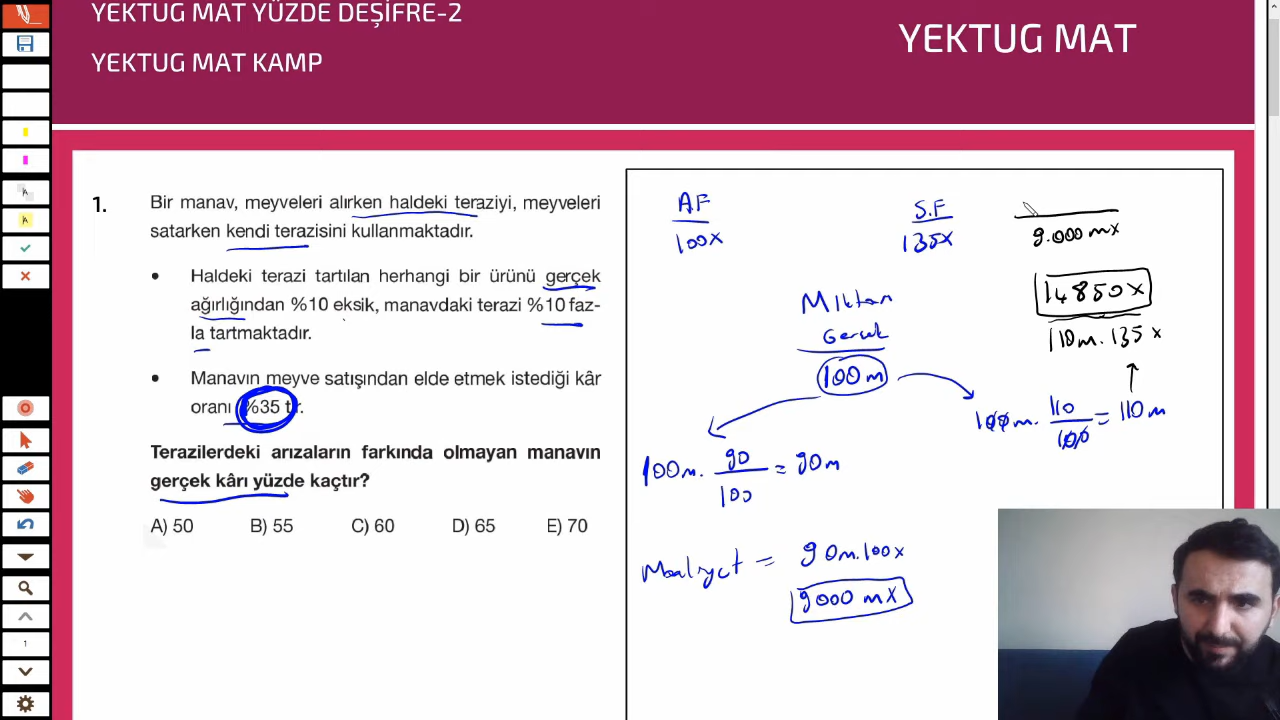 YEKTUG MAT YÜZDE DEŞİFRE-2
YEKTUG MAT KAMP
YEKTUG MAT
1. Bir manav, meyveleri alırken haldeki teraziyi, meyveleri
satarken kendi terazisini kullanmaktadır.
• Haldeki terazi tartılan herhangi bir ürünü gerçek
ağırlığından %10 eksik, manavdaki terazi %10 faz-
la tartmaktadır.
• Manavın meyve satışından elde etmek istediği kâr
oranı %35 tir.
Terazilerdeki arızaların farkında olmayan manavın
gerçek kârı yüzde kaçtır?
A) 50 B) 55 C) 60 D) 65 E) 70
A.F
100x
S.F
135x
9.000mx
14850x
110m.135x
Miktarı
Gerçek
100m
100m. 110/100 = 110m
100m. 90/100 = 90m
Maliyet = 90m.100x
9000 mx
1